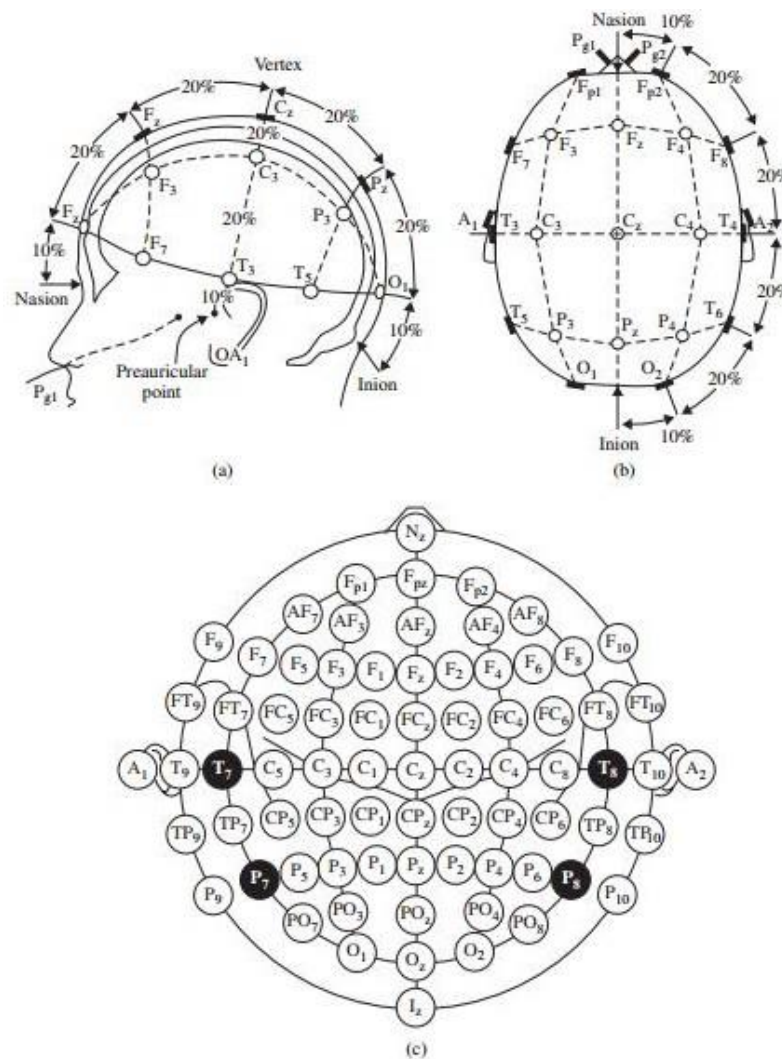 Vertex
20%
20%
Fz
Cz
20%
20%
Pz
F3
C3
20%
P3
20%
Fz
10%
F7
T3
T5
O1
Nasion
10%
10%
Preauricular
point
OA1
Inion
Pg1
(a)
Nasion
10%
Pg1
Pg2
Fp1
Fp2
20%
F7
F3
Fz
F4
F8
20%
A1
T3
C3
Cz
C4
T4
T5
P3
Pz
P4
T6
20%
O1
O2
20%
Inion
10%
(b)
Nz
Fp1 Fpz Fp2
AF7 AF3 AFz AF4 AF8
F9 F7 F5 F3 F1 Fz F2 F4 F6 F8 F10
FT9 FT7 FC5 FC3 FC1 FCz FC2 FC4 FC6 FT8 FT10
A1 T9 T7 C5 C3 C1 Cz C2 C4 C8 T8 T10 A2
TP9 TP7 CP5 CP3 CP1 CPz CP2 CP4 CP6 TP8 TP10
P9 P7 P5 P3 P1 Pz P2 P4 P6 P8 P10
PO7 PO3 POz PO4 PO8
O1 Oz O2
Iz
(c)